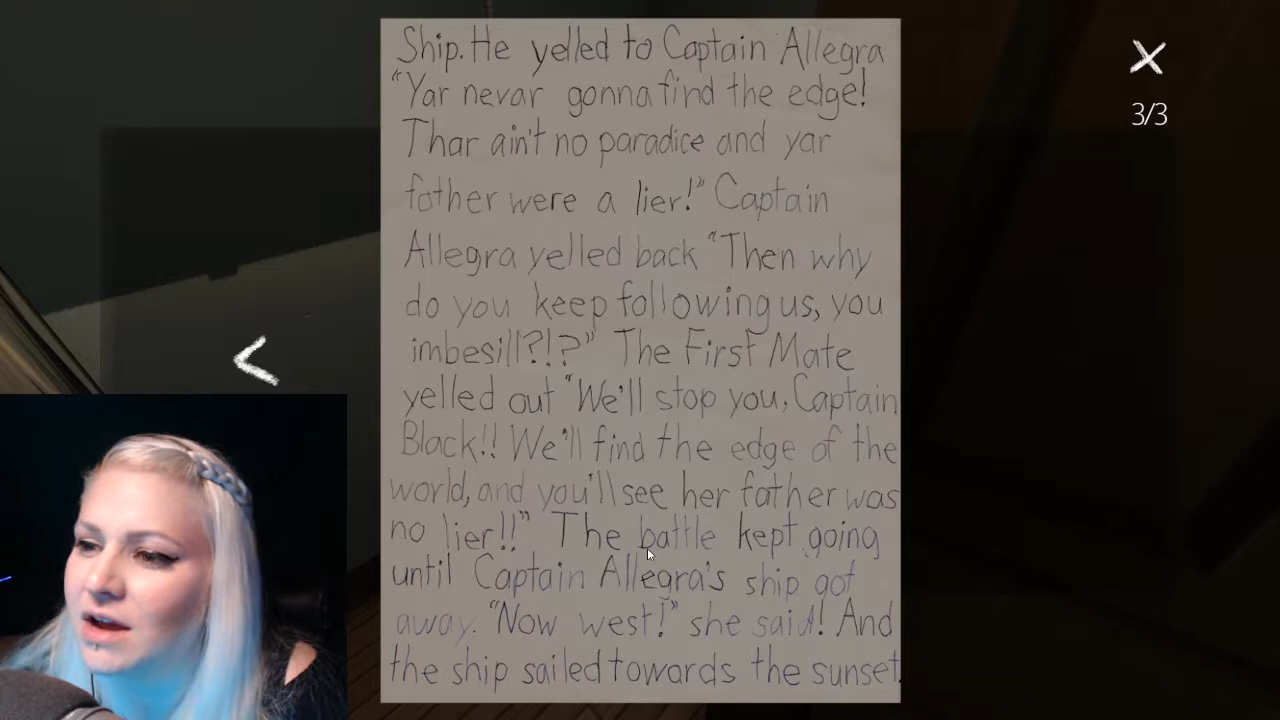 Ship. He yelled to Captain Allegra
"Yar nevar gonna find the edge!
Thar ain't no paradice and yar
father were a lier!" Captain
Allegra yelled back "Then why
do you keep following us, you
imbesill?!?" The First Mate
yelled out "We'll stop you, Captain
Black!! We'll find the edge of the
world, and you'll see her father was
no lier!!" The battle kept going
until Captain Allegra's ship got
away. "Now west!" she said! And
the ship sailed towards the sunset.
3/3